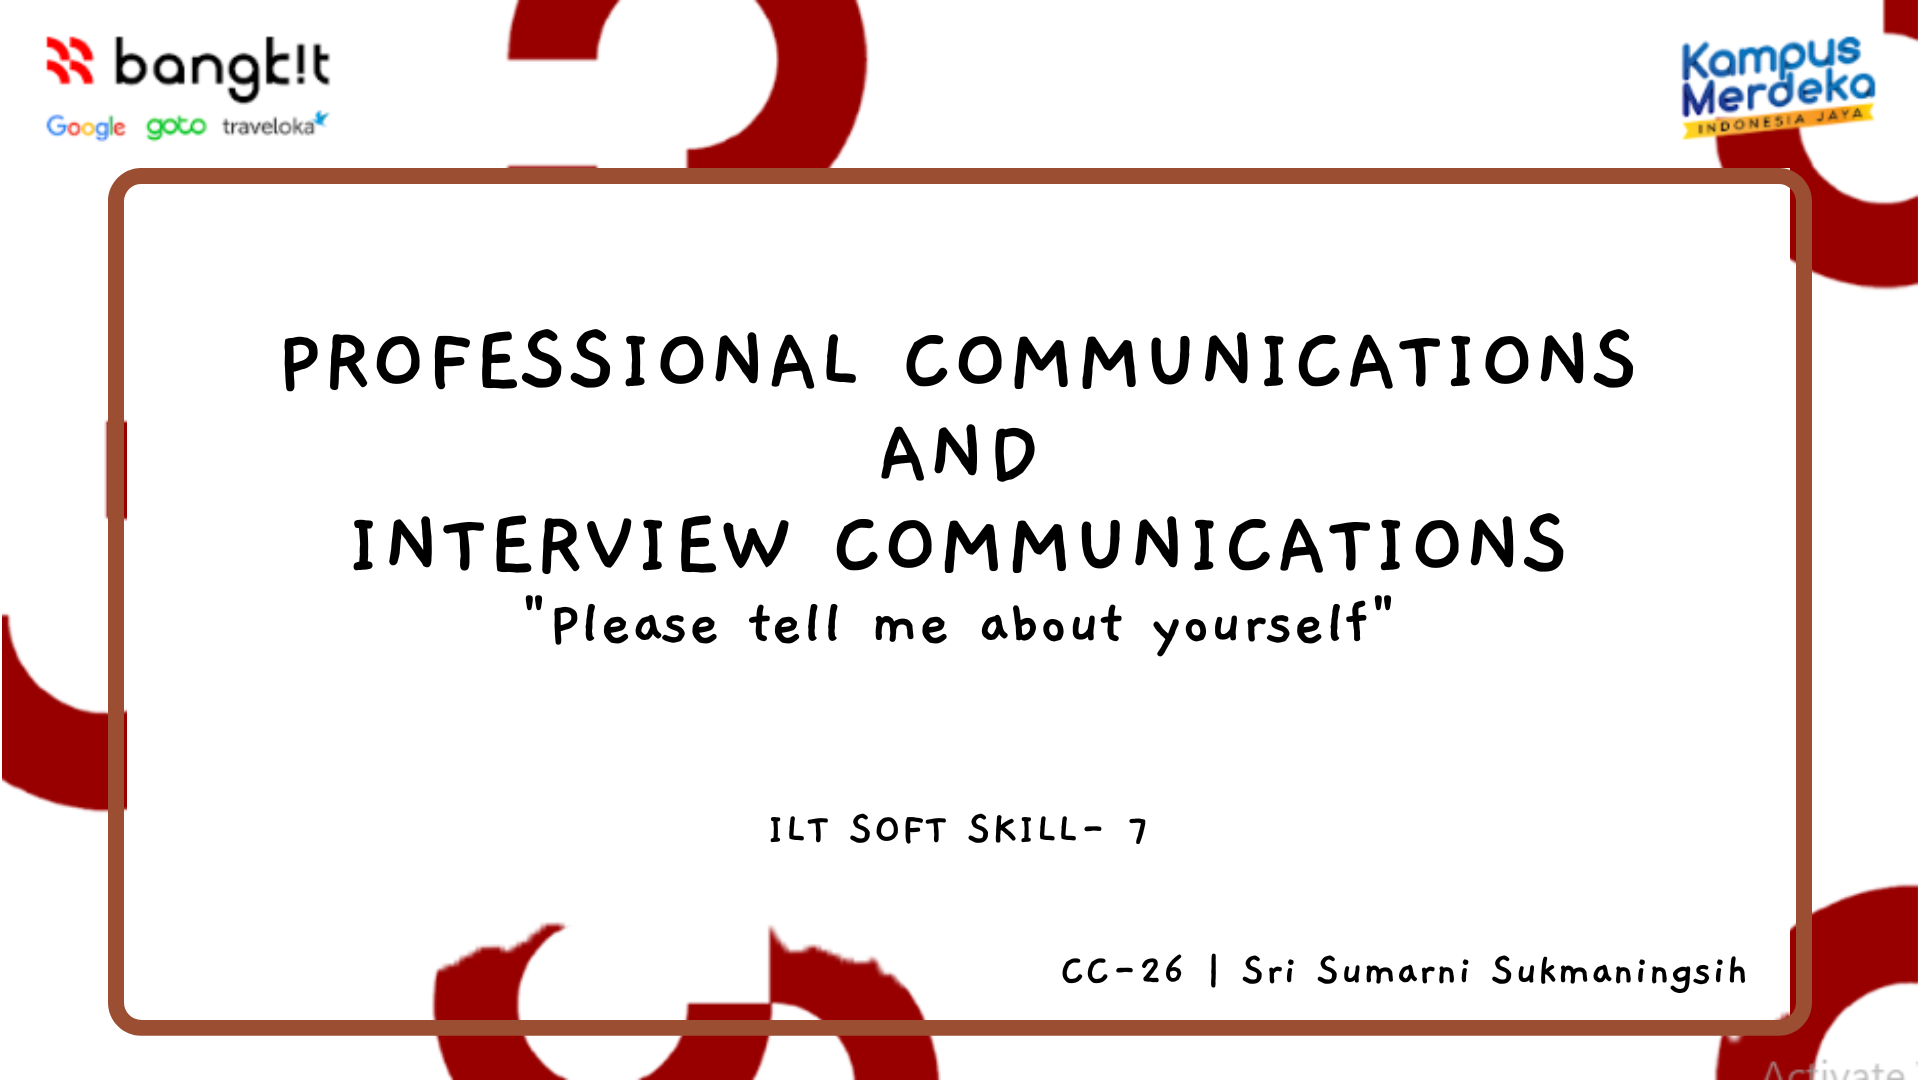 bangk!t
Google goto traveloka
Kampus
Merdeka
INDONESIA JAYA
PROFESSIONAL COMMUNICATIONS
AND
INTERVIEW COMMUNICATIONS
"Please tell me about yourself"
ILT SOFT SKILL- 7
CC-26 | Sri Sumarni Sukmaningsih
Activate